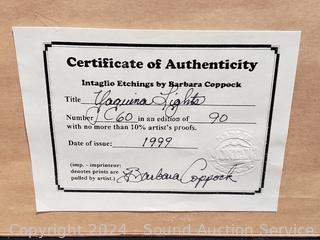 Certificate of Authenticity
Intaglio Etchings by Barbara Coppock
Title Yaquina Lights
Number C60 in an edition of 90
with no more than 10% artist's proofs.
Date of issue: 1999
(imp. - imprinteur:
denotes prints are
pulled by artist.)
Barbara Coppock
Copyright 2024 - Sound Auction Service